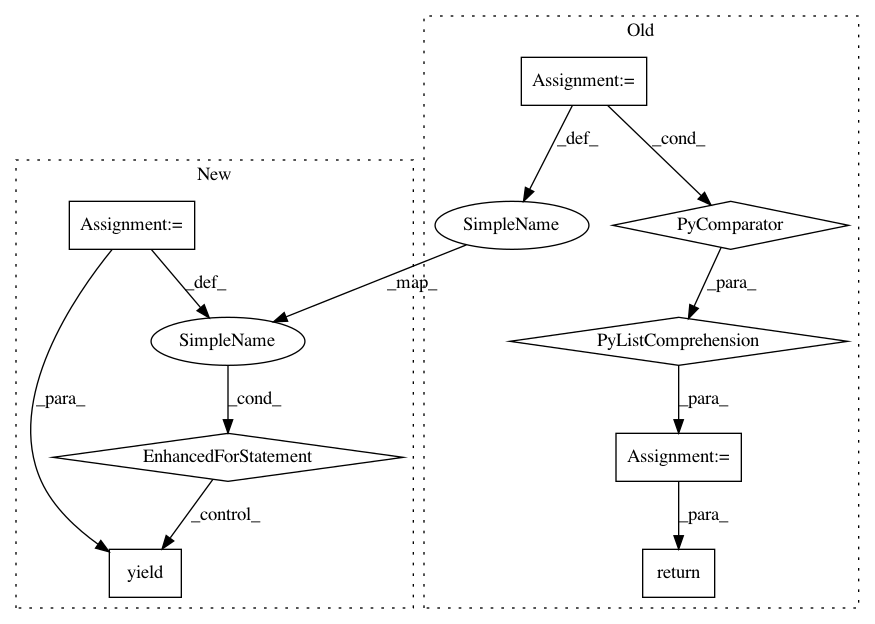 Old
Assignment:=
_def_
_cond_
New
Assignment:=
SimpleName
PyComparator
_def_
_map_
_para_
SimpleName
PyListComprehension
_para_
_cond_
_para_
EnhancedForStatement
Assignment:=
_control_
_para_
yield
return